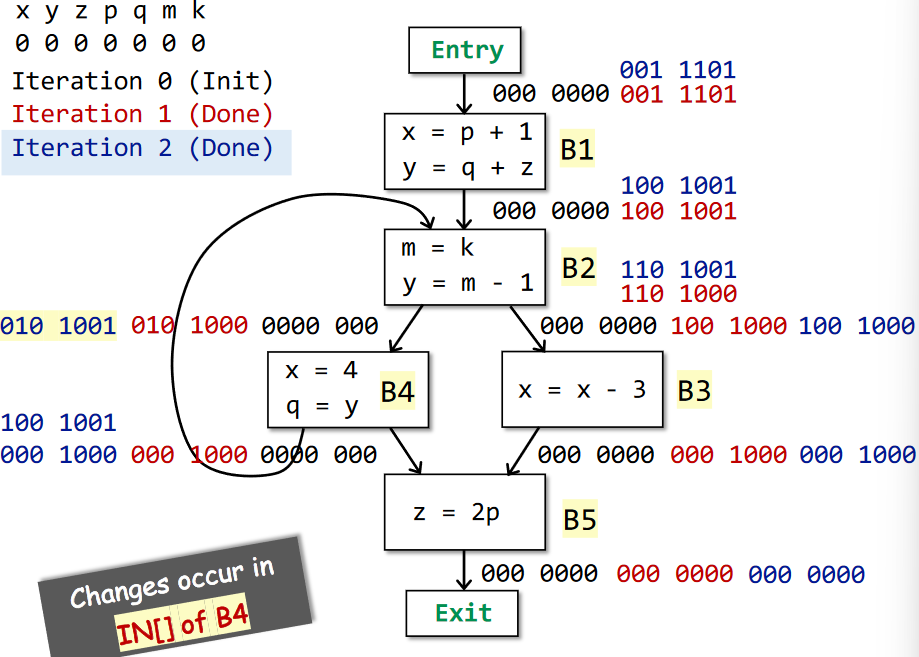 x y z p q m k
0 0 0 0 0 0 0
Iteration 0 (Init)
Iteration 1 (Done)
Iteration 2 (Done)
Entry
001 1101
000 0000 001 1101
x = p + 1
y = q + z
B1
100 1001
000 0000 100 1001
m = k
y = m - 1
B2
110 1001
110 1000
010 1001 010 1000 0000 000
000 0000 100 1000 100 1000
x = 4
q = y
B4
x = x - 3
B3
100 1001
000 1000 000 1000 0000 000
000 0000 000 1000 000 1000
z = 2p
B5
000 0000 000 0000 000 0000
Exit
Changes occur in
IN[] of B4